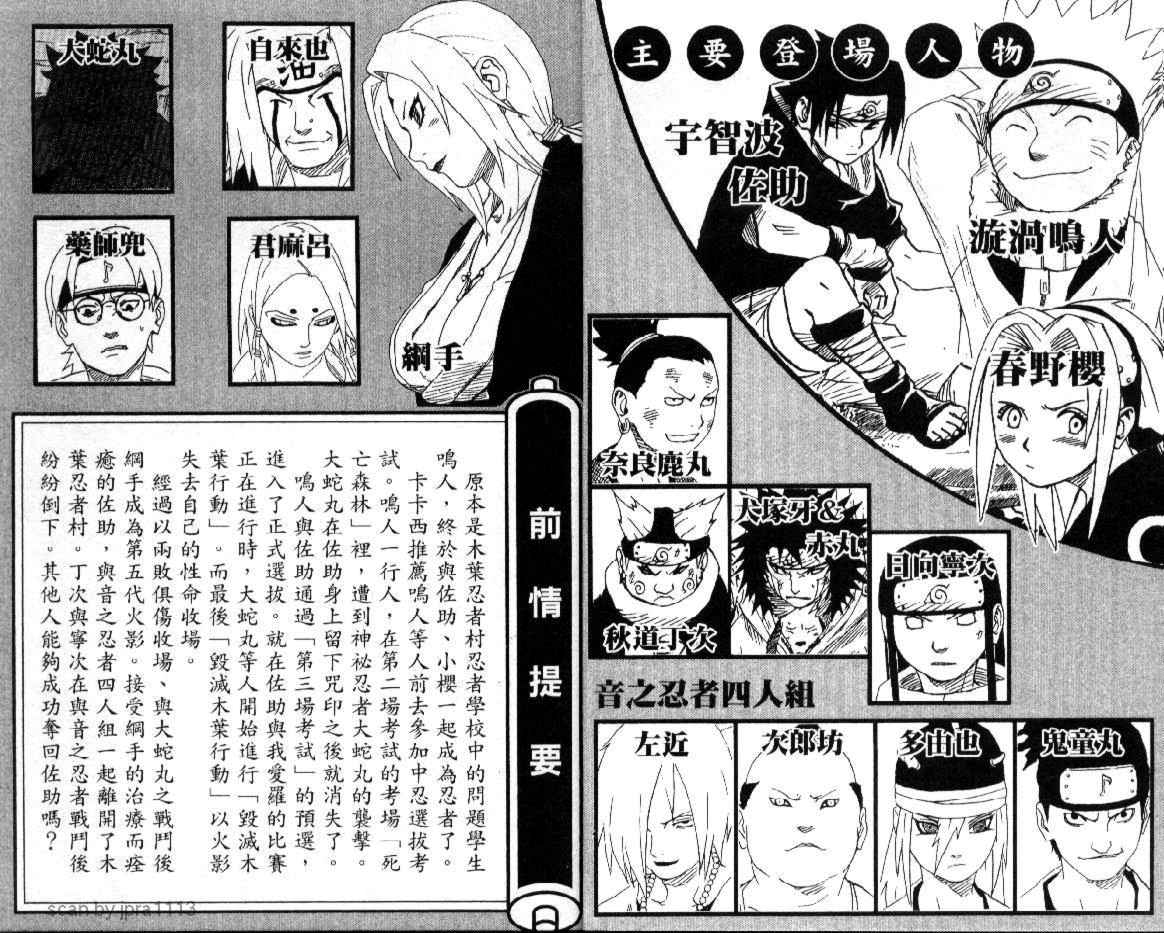 主要登場人物
宇智波
佐助
漩渦鳴人
春野櫻
奈良鹿丸
秋道丁次
犬塚牙&
赤丸
日向寧次
音之忍者四人組
鬼童丸
多由也
次郎坊
左近
綱手
自來也
油
大蛇丸
君麻呂
藥師兜
前情提要
原本是木葉忍者村忍者學校中的問題學生
鳴人，終於與佐助、小櫻一起成為忍者了。
卡卡西推薦鳴人等人前去參加中忍選拔考
試。鳴人一行人，在第二場考試的考場「死
亡森林」裡，遭到神祕忍者大蛇丸的襲擊。
大蛇丸在佐助身上留下咒印之後就消失了。
鳴人與佐助通過「第三場考試」的預選，
進入了正式選拔。就在佐助與我愛羅的比賽
正在進行時，大蛇丸等人開始進行「毀滅木
葉行動」。而最後「毀滅木葉行動」以火影
失去自己的性命收場。
經過以兩敗俱傷收場、與大蛇丸之戰鬥後
綱手成為第五代火影。接受綱手的治療而痊
癒的佐助，與音之忍者四人組一起離開了木
葉忍者村。丁次與寧次在與音之忍者戰鬥後
紛紛倒下。其他人能夠成功奪回佐助嗎？
scan by jpra1113